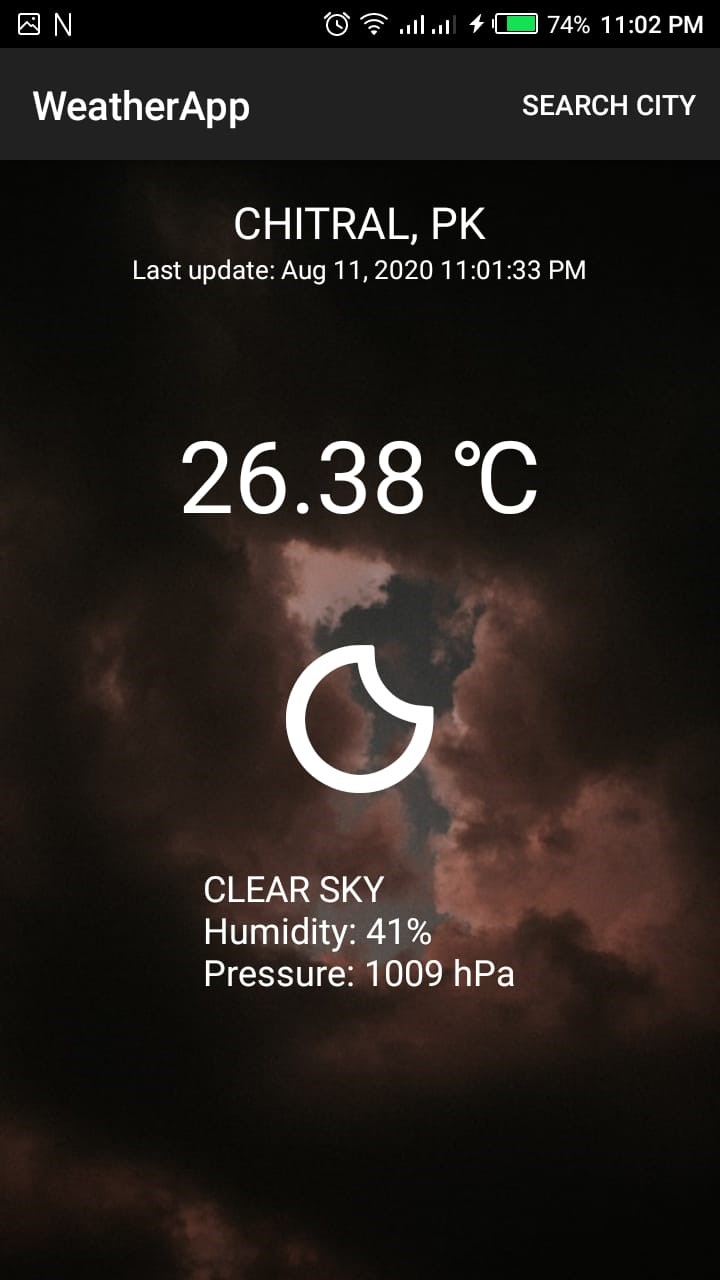 N 74% 11:02 PM
WeatherApp SEARCH CITY
CHITRAL, PK
Last update: Aug 11, 2020 11:01:33 PM
26.38 ℃
CLEAR SKY
Humidity: 41%
Pressure: 1009 hPa